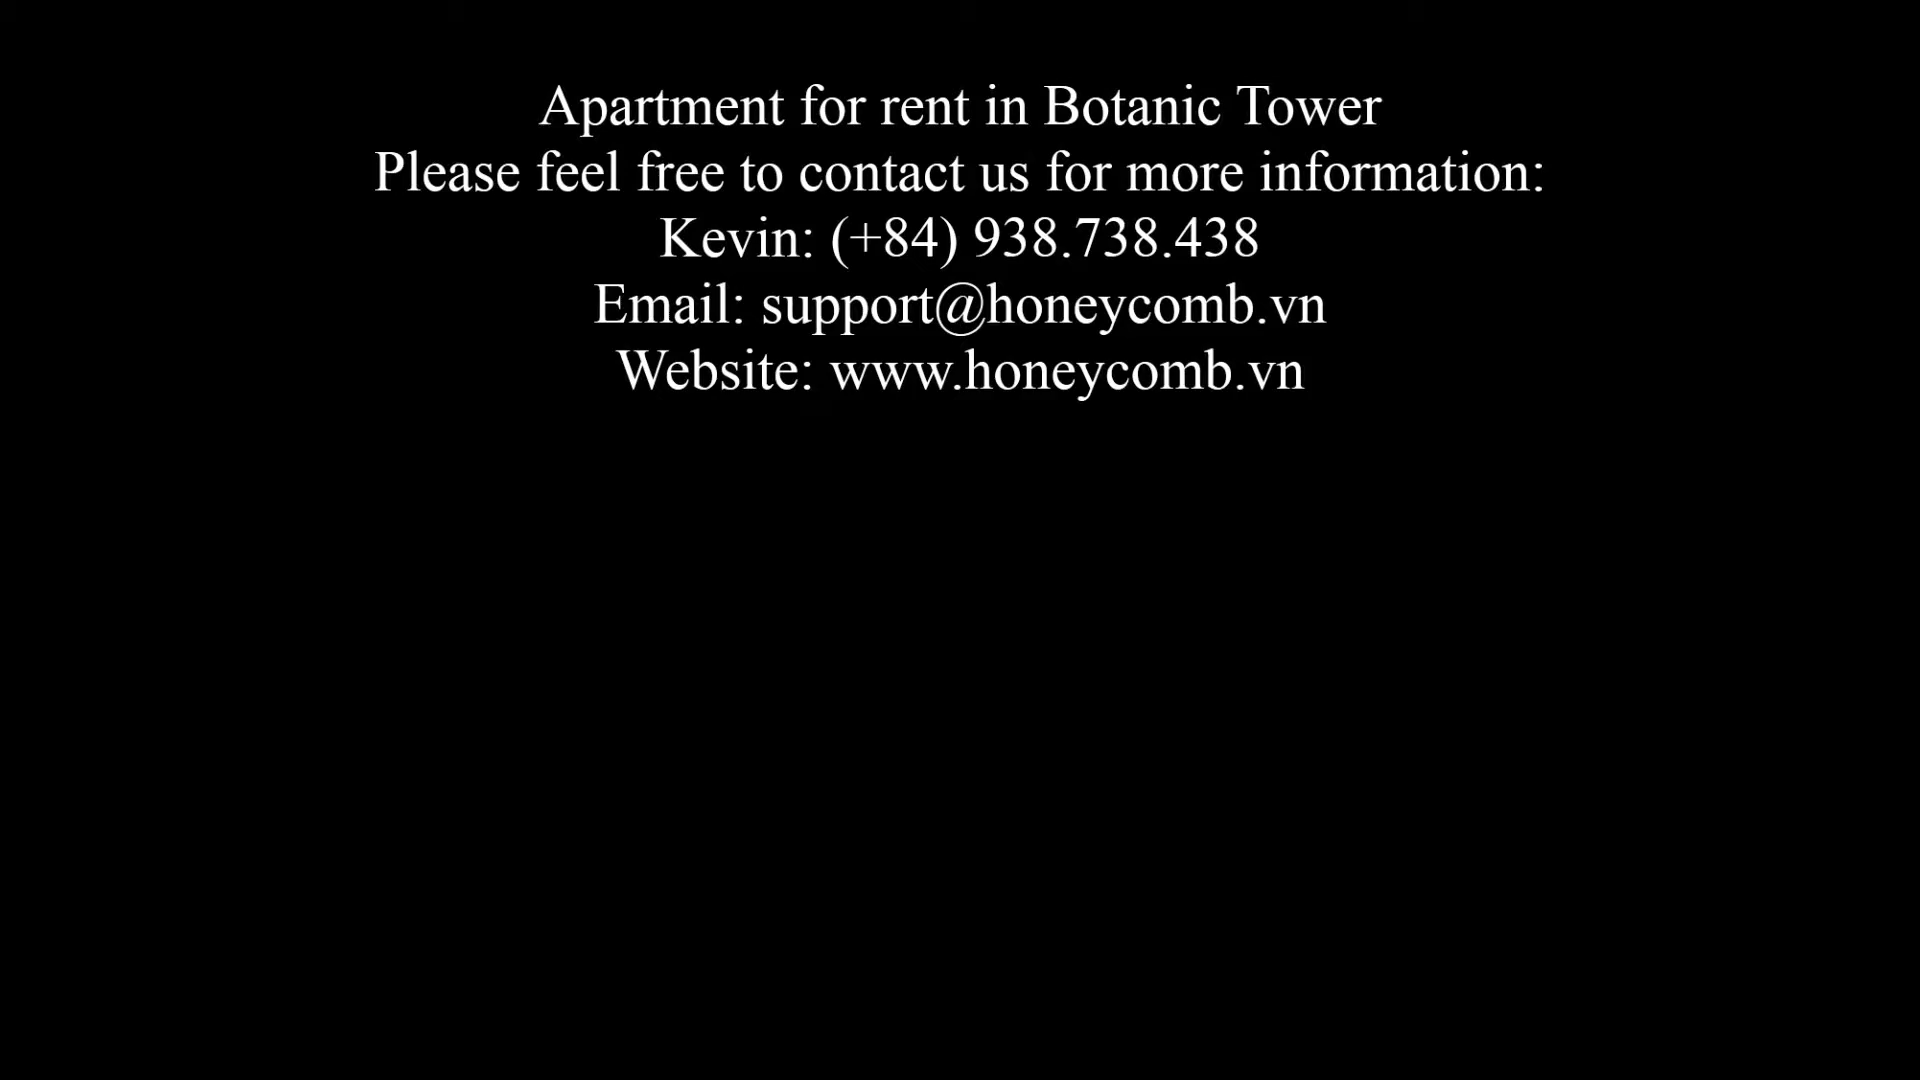 Apartment for rent in Botanic Tower
Please feel free to contact us for more information:
Kevin: (+84) 938.738.438
Email: support@honeycomb.vn
Website: www.honeycomb.vn